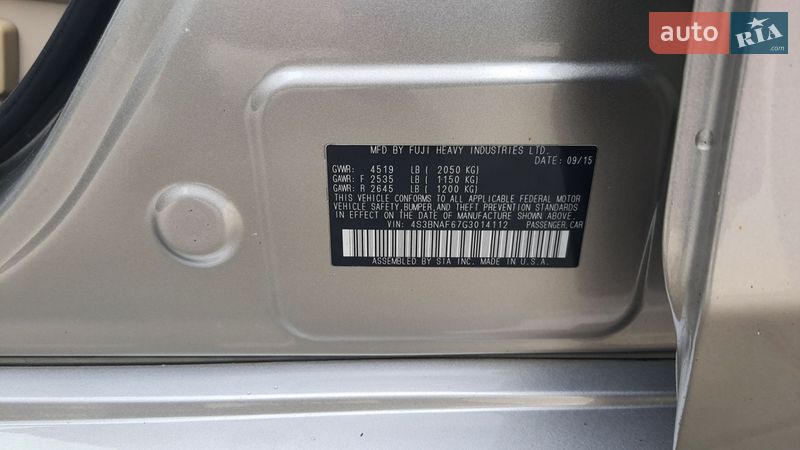 auto RIA.com
MFD BY FUJI HEAVY INDUSTRIES LTD.
DATE: 09/15
GVWR: 4519 LB ( 2050 KG)
GAWR: F 2535 LB ( 1150 KG)
GAWR: R 2645 LB ( 1200 KG)
THIS VEHICLE CONFORMS TO ALL APPLICABLE FEDERAL MOTOR
VEHICLE SAFETY,BUMPER,AND THEFT PREVENTION STANDARDS
IN EFFECT ON THE DATE OF MANUFACTURE SHOWN ABOVE.
VIN: 4S3BNAF67G3014112 PASSENGER,CAR
ASSEMBLED BY SIA INC. MADE IN U.S.A.